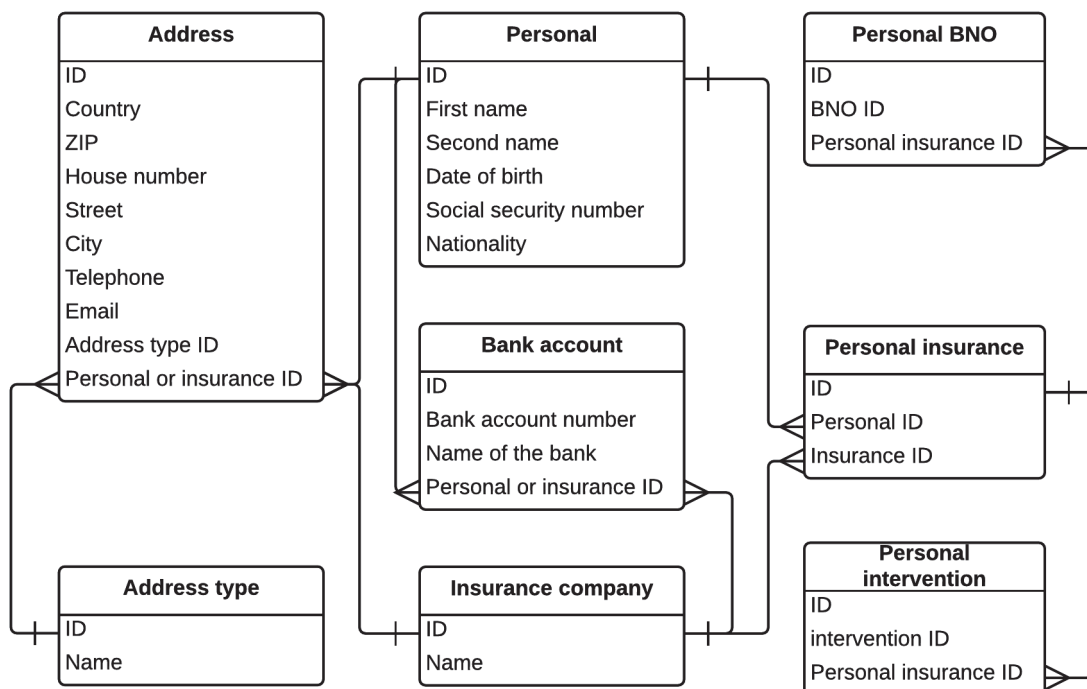 Address
ID
Country
ZIP
House number
Street
City
Telephone
Email
Address type ID
Personal or insurance ID
Address type
ID
Name
Personal
ID
First name
Second name
Date of birth
Social security number
Nationality
Bank account
ID
Bank account number
Name of the bank
Personal or insurance ID
Insurance company
ID
Name
Personal BNO
ID
BNO ID
Personal insurance ID
Personal insurance
ID
Personal ID
Insurance ID
Personal
intervention
ID
intervention ID
Personal insurance ID